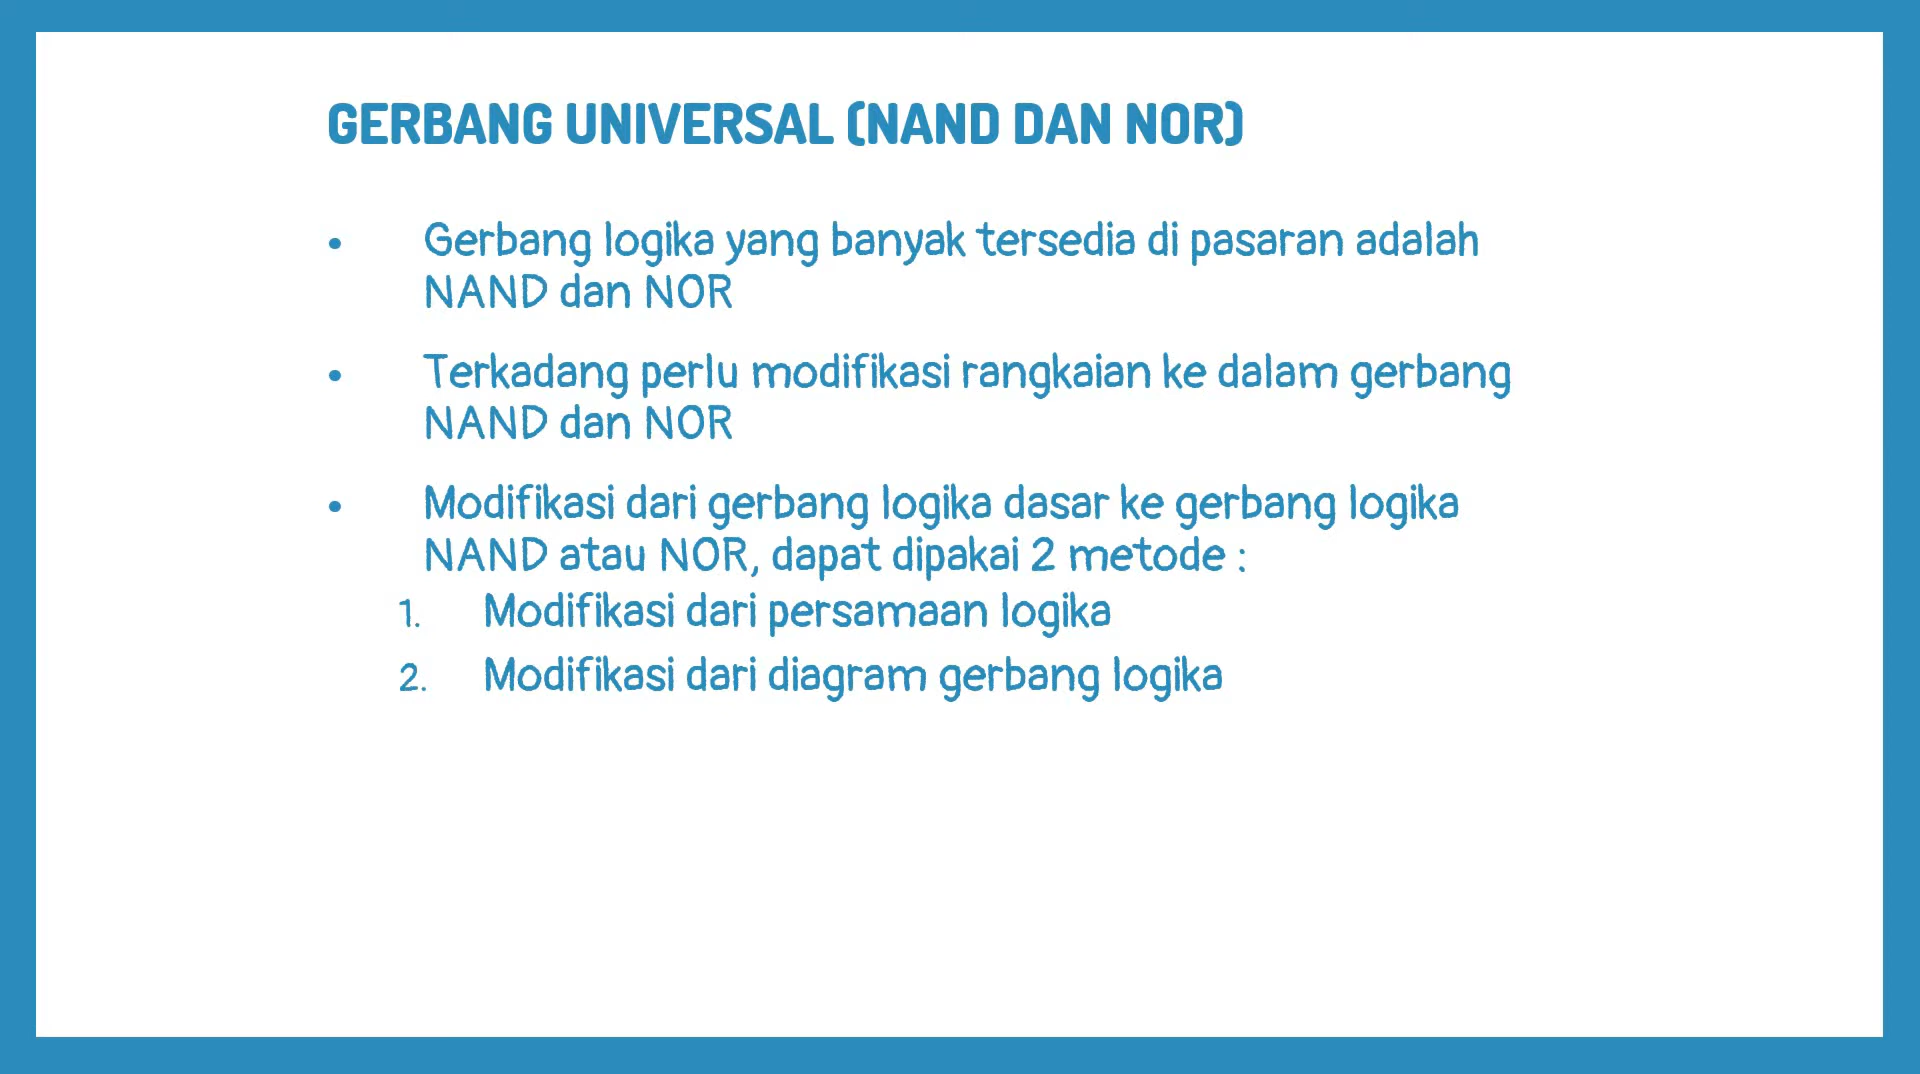 GERBANG UNIVERSAL (NAND DAN NOR)
• Gerbang logika yang banyak tersedia di pasaran adalah
NAND dan NOR
• Terkadang perlu modifikasi rangkaian ke dalam gerbang
NAND dan NOR
• Modifikasi dari gerbang logika dasar ke gerbang logika
NAND atau NOR, dapat dipakai 2 metode :
1. Modifikasi dari persamaan logika
2. Modifikasi dari diagram gerbang logika